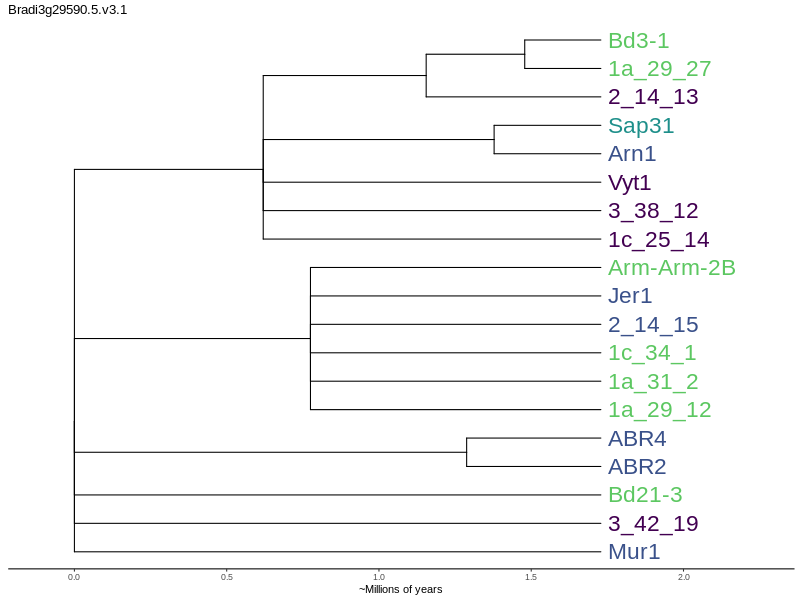 Bradi3g29590.5.v3.1
Bd3-1
1a_29_27
2_14_13
Sap31
Arn1
Vyt1
3_38_12
1c_25_14
Arm-Arm-2B
Jer1
2_14_15
1c_34_1
1a_31_2
1a_29_12
ABR4
ABR2
Bd21-3
3_42_19
Mur1
0.0 0.5 1.0 1.5 2.0
~Millions of years